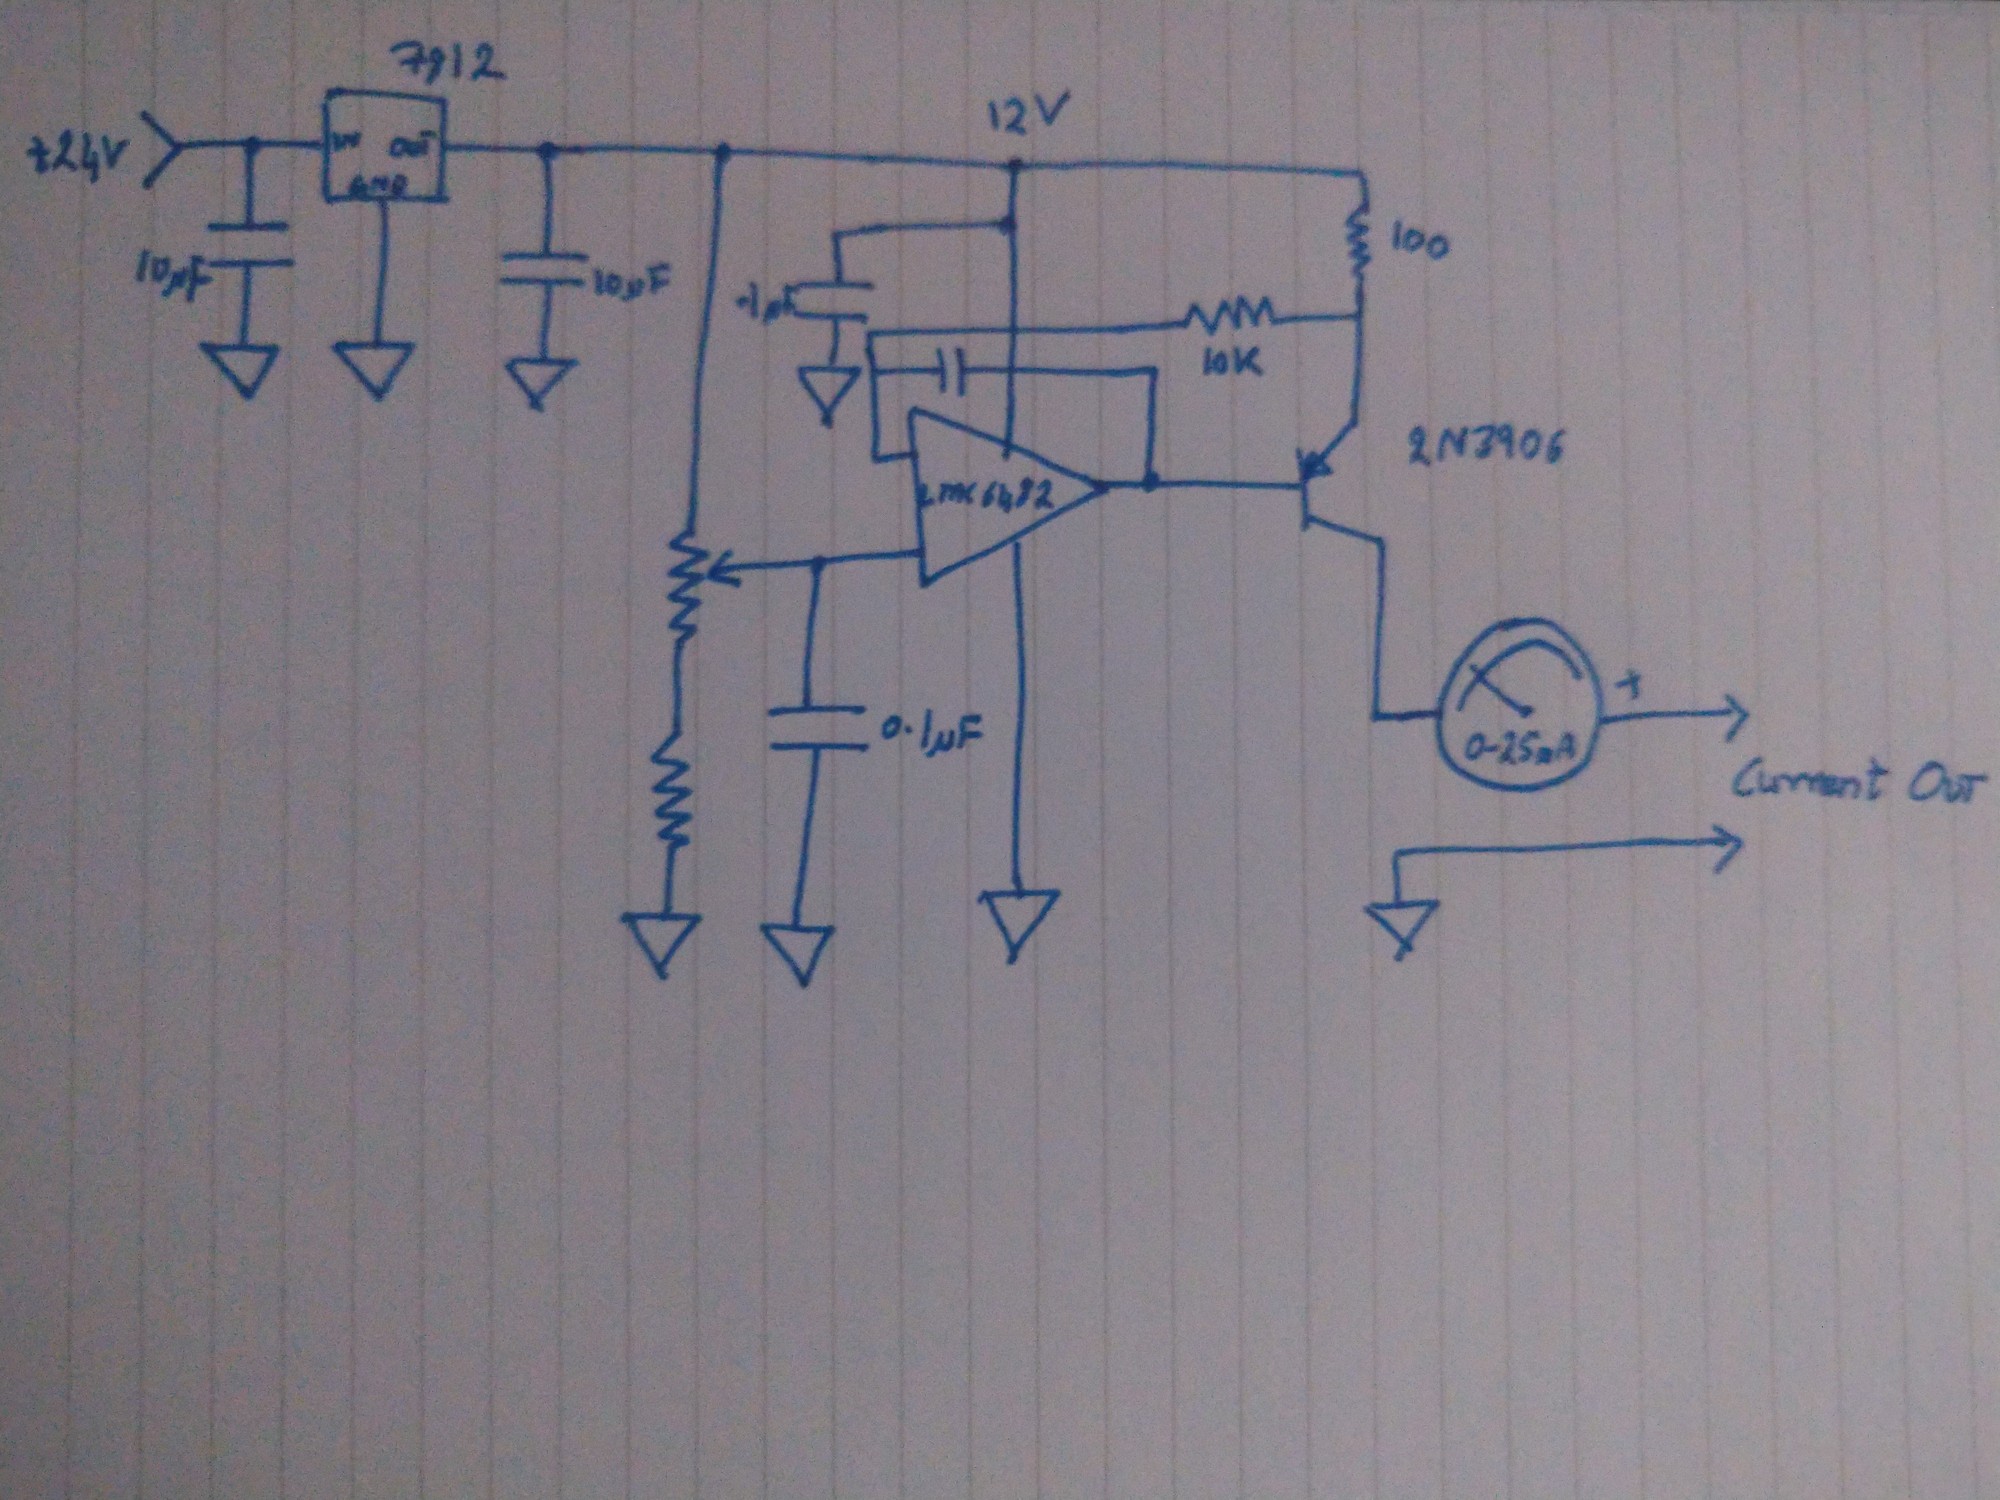 7912
+24V
IN
OUT
GND
12V
10µF
10µF
.1µF
100
10K
2N3906
LMC6482
0.1µF
0-25mA
+
Current Out